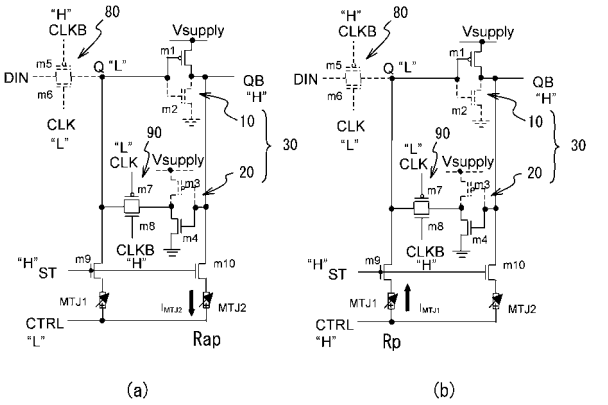 "H"
CLKB
80
Vsupply
m5
m6
DIN
Q "L"
m1
m2
QB
"H"
CLK
"L"
10
30
90
"L"
CLK
Vsupply
m7
m3
20
m8
m4
CLKB
"H"
"H" ST
m9
m10
MTJ1
IMTJ2
MTJ2
CTRL
"L"
Rap
(a)
"H"
CLKB
80
Vsupply
m5
m6
DIN
Q "L"
m1
m2
QB
"H"
CLK
"L"
10
30
90
"L"
CLK
Vsupply
m7
m3
20
m8
m4
CLKB
"H"
"H" ST
m9
m10
MTJ1
IMTJ1
MTJ2
CTRL
"H"
Rp
(b)